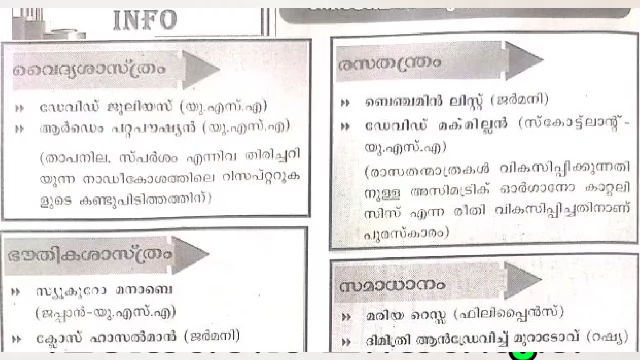 INFO
വൈദ്യശാസ്ത്രം
›› ഡേവിഡ് ജൂലിയസ് (യു.എസ്.എ)
›› ആർഡെം പറ്റപൗഷ്യൻ (യു.എസ്.എ)
(താപനില, സ്പർശം എന്നിവ തിരിച്ചറി
യുന്ന നാഡീകോശത്തിലെ റിസപ്റ്ററുക
ളുടെ കണ്ടുപിടിത്തത്തിന്)
ഭൗതികശാസ്ത്രം
›› സ്യൂകുറോ മനാബെ
(ജപ്പാൻ-യു.എസ്.എ)
›› ക്ലോസ് ഹാസൽമാൻ (ജർമനി)
രസതന്ത്രം
›› ബെഞ്ചമിൻ ലിസ്റ്റ് (ജർമനി)
›› ഡേവിഡ് മക്മില്ലൻ (സ്കോട്ട്ലാന്റ്-
യു.എസ്.എ)
(രാസതന്മാത്രകൾ വികസിപ്പിക്കുന്നതി
നുള്ള അസിമട്രിക് ഓർഗാനോ കാറ്റലി
സിസ് എന്ന രീതി വികസിപ്പിച്ചതിനാണ്
പുരസ്കാരം)
സമാധാനം
›› മരിയ റെസ്സ (ഫിലിപ്പൈൻസ്)
›› ദിമിത്രി ആൻഡ്രേവിച്ച് മുറാടോവ് (റഷ്യ)